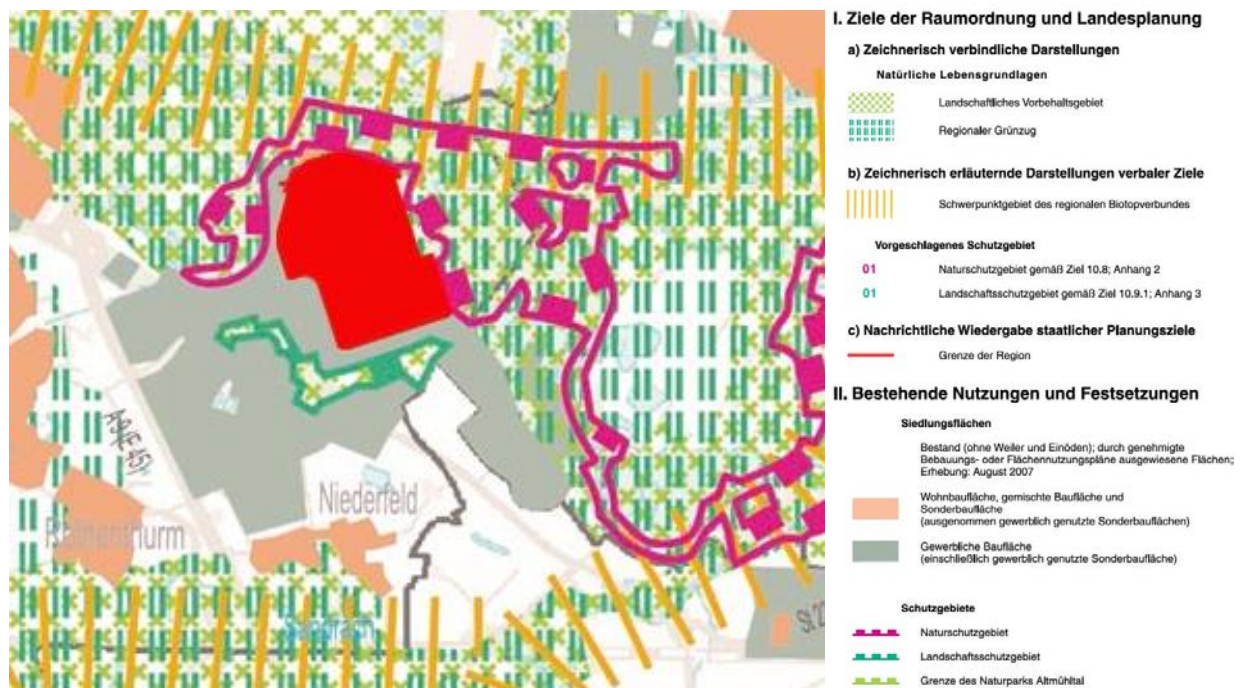 A9(E45)
Niederfeld
I. Ziele der Raumordnung und Landesplanung
a) Zeichnerisch verbindliche Darstellungen
Natürliche Lebensgrundlagen
Landschaftliches Vorbehaltsgebiet
Regionaler Grünzug
b) Zeichnerisch erläuternde Darstellungen verbaler Ziele
Schwerpunktgebiet des regionalen Biotopverbundes
Vorgeschlagenes Schutzgebiet
01 Naturschutzgebiet gemäß Ziel 10.8; Anhang 2
01 Landschaftsschutzgebiet gemäß Ziel 10.9.1; Anhang 3
c) Nachrichtliche Wiedergabe staatlicher Planungsziele
Grenze der Region
II. Bestehende Nutzungen und Festsetzungen
Siedlungsflächen
Bestand (ohne Weiler und Einöden); durch genehmigte
Bebauungs- oder Flächennutzungspläne ausgewiesene Flächen;
Erhebung: August 2007
Wohnbaufläche, gemischte Baufläche und
Sonderbaufläche
(ausgenommen gewerblich genutzte Sonderbauflächen)
Gewerbliche Baufläche
(einschließlich gewerblich genutzte Sonderbaufläche)
Schutzgebiete
Naturschutzgebiet
Landschaftsschutzgebiet
Grenze des Naturparks Altmühltal